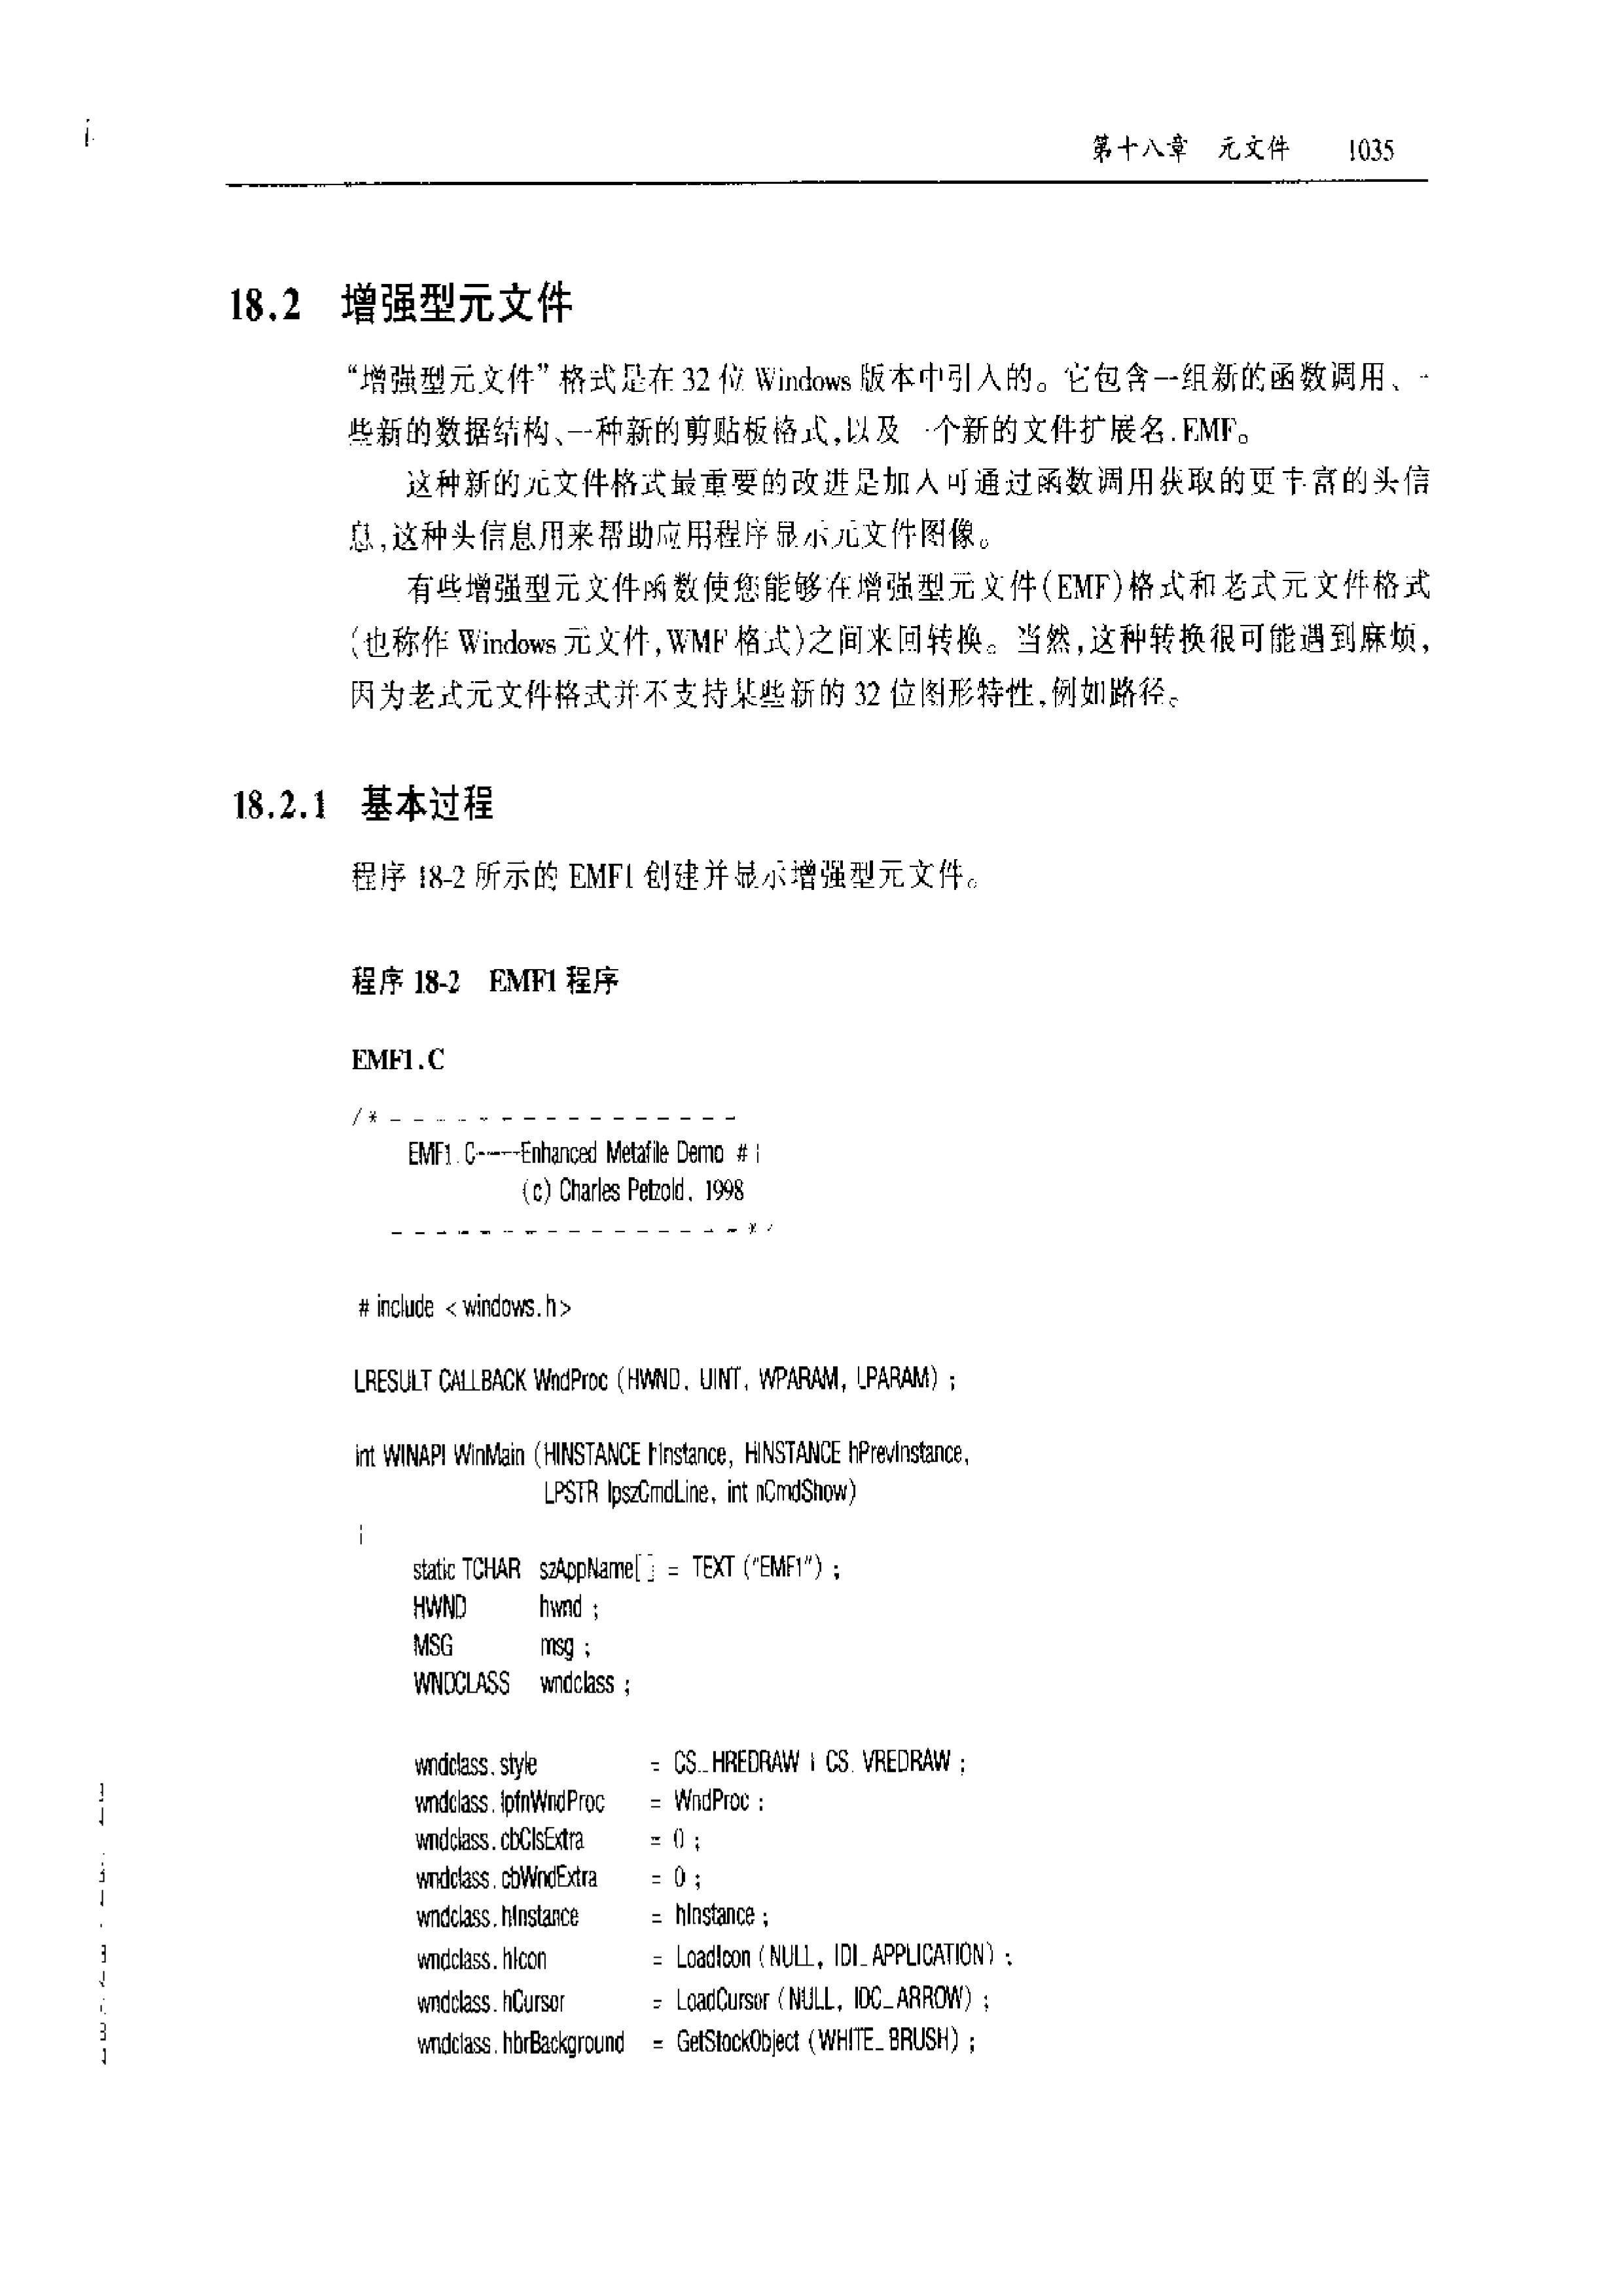 第十八章 元文件 1035
18.2 增强型元文件
“增强型元文件”格式是在 32 位 Windows 版本中引入的。它包含一组新的函数调用、一
些新的数据结构、一种新的剪贴板格式,以及一个新的文件扩展名.EMF。
这种新的元文件格式最重要的改进是加入可通过函数调用获取的更丰富的头信
息,这种头信息用来帮助应用程序显示元文件图像。
有些增强型元文件函数使您能够在增强型元文件(EMF)格式和老式元文件格式
(也称作 Windows 元文件,WMF 格式)之间来回转换。当然,这种转换很可能遇到麻烦,
因为老式元文件格式并不支持某些新的 32 位图形特性,例如路径。
18.2.1 基本过程
程序 18-2 所示的 EMF1 创建并显示增强型元文件。
程序 18-2 EMF1 程序
EMF1.C
/* - - - - - - - - - - - - - - - -
EMF1.C-----Enhanced Metafile Demo #1
(c) Charles Petzold, 1998
- - - - - - - - - - - - - - - - */
# include <windows.h>
LRESULT CALLBACK WndProc (HWND, UINT, WPARAM, LPARAM) ;
int WINAPI WinMain (HINSTANCE hInstance, HINSTANCE hPrevInstance,
LPSTR lpszCmdLine, int nCmdShow)
{
static TCHAR szAppName[] = TEXT ("EMF1") ;
HWND hwnd ;
MSG msg ;
WNDCLASS wndclass ;
wndclass.style = CS_HREDRAW | CS_VREDRAW ;
wndclass.lpfnWndProc = WndProc ;
wndclass.cbClsExtra = 0 ;
wndclass.cbWndExtra = 0 ;
wndclass.hInstance = hInstance ;
wndclass.hIcon = LoadIcon (NULL, IDI_APPLICATION) ;
wndclass.hCursor = LoadCursor (NULL, IDC_ARROW) ;
wndclass.hbrBackground = GetStockObject (WHITE_BRUSH) ;